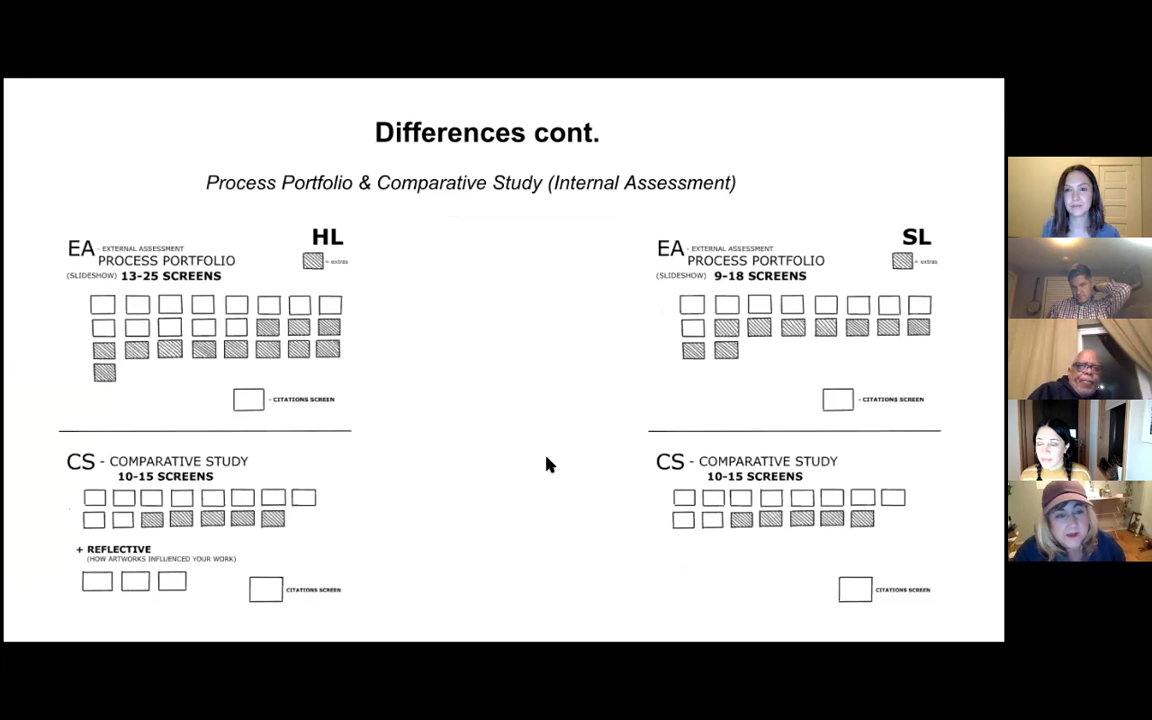 Differences cont.
Process Portfolio & Comparative Study (Internal Assessment)
HL
EA - EXTERNAL ASSESSMENT
PROCESS PORTFOLIO
(SLIDESHOW) 13-25 SCREENS
= extras
- CITATIONS SCREEN
CS - COMPARATIVE STUDY
10-15 SCREENS
+ REFLECTIVE
(HOW ARTWORKS INFLUENCED YOUR WORK)
CITATIONS SCREEN
SL
EA - EXTERNAL ASSESSMENT
PROCESS PORTFOLIO
(SLIDESHOW) 9-18 SCREENS
= extras
- CITATIONS SCREEN
CS - COMPARATIVE STUDY
10-15 SCREENS
CITATIONS SCREEN